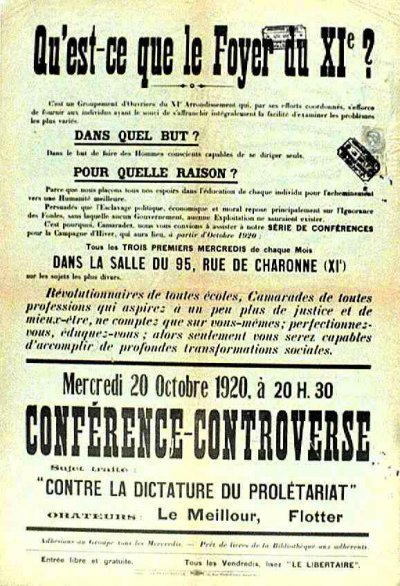 Qu'est-ce que le Foyer du XIe ?
C'est un Groupement d'Ouvriers du XIe Arrondissement qui, par ses efforts coordonnés, s'efforce
de fournir aux individus ayant le souci de s'affranchir intégralement la facilité d'examiner les problèmes
les plus variés.
DANS QUEL BUT ?
Dans le but de faire des Hommes conscients capables de se diriger seuls.
POUR QUELLE RAISON ?
Parce que nous plaçons tous nos espoirs dans l'éducation de chaque individu pour l'acheminement
vers une Humanité meilleure.
Persuadés que l'Esclavage politique, économique et moral repose principalement sur l'Ignorance
des Foules, sans laquelle aucun Gouvernement, aucune Exploitation ne sauraient exister.
C'est pourquoi, Camarades, nous vous convions à assister à notre SÉRIE DE CONFÉRENCES
pour la Campagne d'Hiver, qui aura lieu, à partir d'Octobre 1920 :
Tous les TROIS PREMIERS MERCREDIS de chaque Mois
DANS LA SALLE DU 95, RUE DE CHARONNE (XIe)
sur les sujets les plus divers.
Révolutionnaires de toutes écoles, Camarades de toutes
professions qui aspirez à un peu plus de justice et de
mieux-être, ne comptez que sur vous-mêmes; perfectionnez-
vous, éduquez-vous ; alors seulement vous serez capables
d'accomplir de profondes transformations sociales.
Mercredi 20 Octobre 1920, à 20 H. 30
CONFÉRENCE-CONTROVERSE
Sujet traité :
"CONTRE LA DICTATURE DU PROLÉTARIAT"
ORATEURS : Le Meillour, Flotter
Adhésions au Groupe tous les Mercredis. — Prêt de livres de la Bibliothèque aux adhérents.
Entrée libre et gratuite. Tous les Vendredis, lisez "LE LIBERTAIRE".